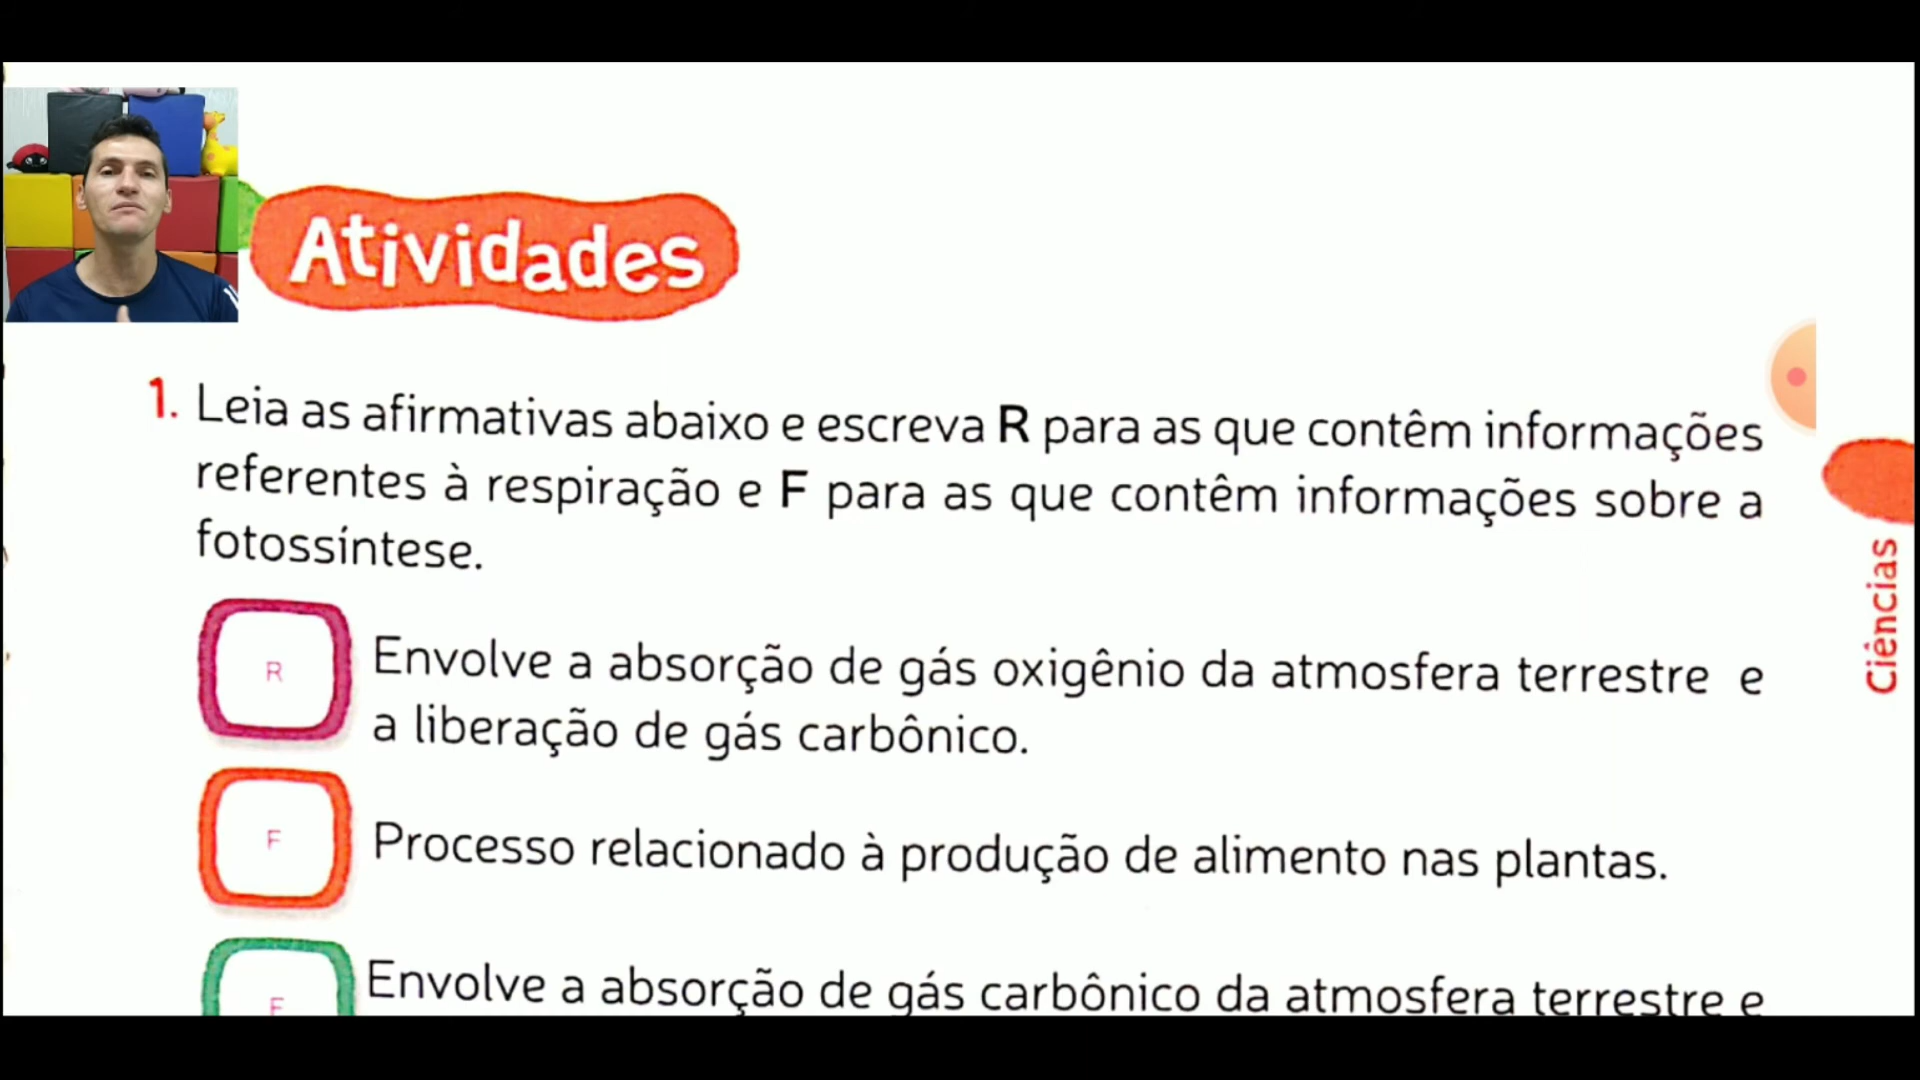 Atividades
1. Leia as afirmativas abaixo e escreva R para as que contêm informações
referentes à respiração e F para as que contêm informações sobre a
fotossíntese.
R
Envolve a absorção de gás oxigênio da atmosfera terrestre e
a liberação de gás carbônico.
F
Processo relacionado à produção de alimento nas plantas.
F
Envolve a absorção de gás carbônico da atmosfera terrestre e
Ciências